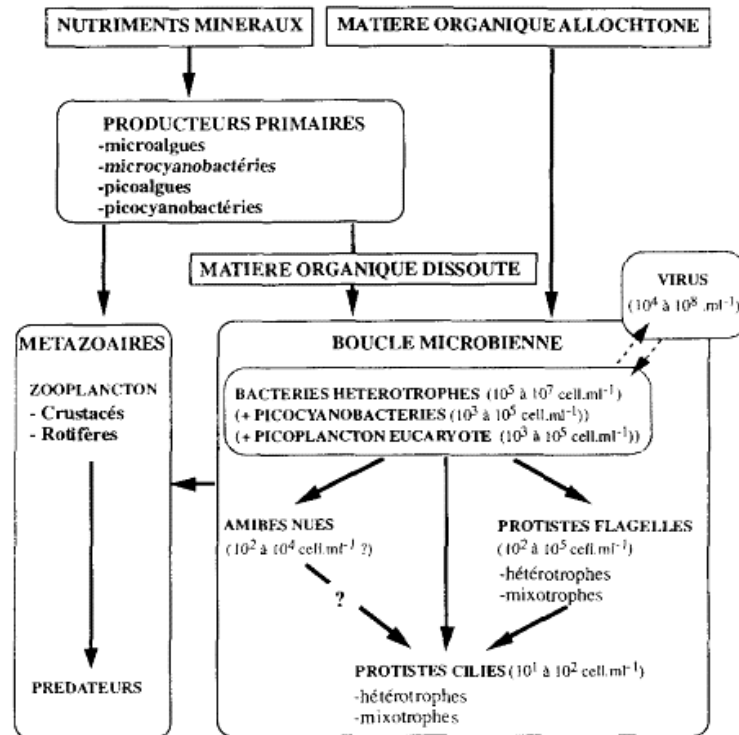 NUTRIMENTS MINERAUX
MATIERE ORGANIQUE ALLOCHTONE
PRODUCTEURS PRIMAIRES
-microalgues
-microcyanobactéries
-picoalgues
-picocyanobactéries
MATIERE ORGANIQUE DISSOUTE
VIRUS
(10⁴ à 10⁸ .ml⁻¹)
METAZOAIRES
ZOOPLANCTON
- Crustacés
- Rotifères
PREDATEURS
BOUCLE MICROBIENNE
BACTERIES HETEROTROPHES (10⁵ à 10⁷ cell.ml⁻¹)
(+ PICOCYANOBACTERIES (10³ à 10⁵ cell.ml⁻¹))
(+ PICOPLANCTON EUCARYOTE (10³ à 10⁵ cell.ml⁻¹))
AMIBES NUES
(10² à 10⁴ cell.ml⁻¹ ?)
?
PROTISTES FLAGELLES
(10² à 10⁵ cell.ml⁻¹)
-hétérotrophes
-mixotrophes
PROTISTES CILIES (10¹ à 10² cell.ml⁻¹)
-hétérotrophes
-mixotrophes